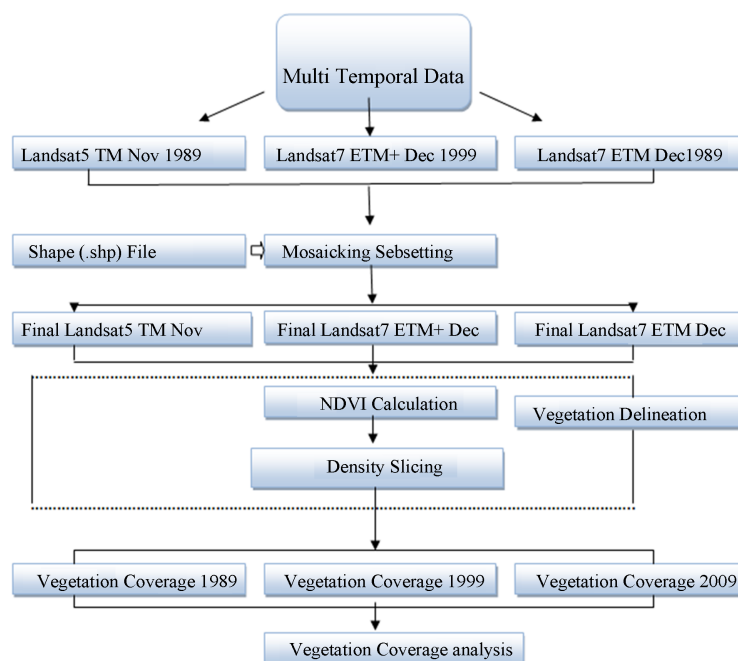 Multi Temporal Data
Landsat5 TM Nov 1989
Landsat7 ETM+ Dec 1999
Landsat7 ETM Dec1989
Shape (.shp) File
Mosaicking Sebsetting
Final Landsat5 TM Nov
Final Landsat7 ETM+ Dec
Final Landsat7 ETM Dec
NDVI Calculation
Vegetation Delineation
Density Slicing
Vegetation Coverage 1989
Vegetation Coverage 1999
Vegetation Coverage 2009
Vegetation Coverage analysis